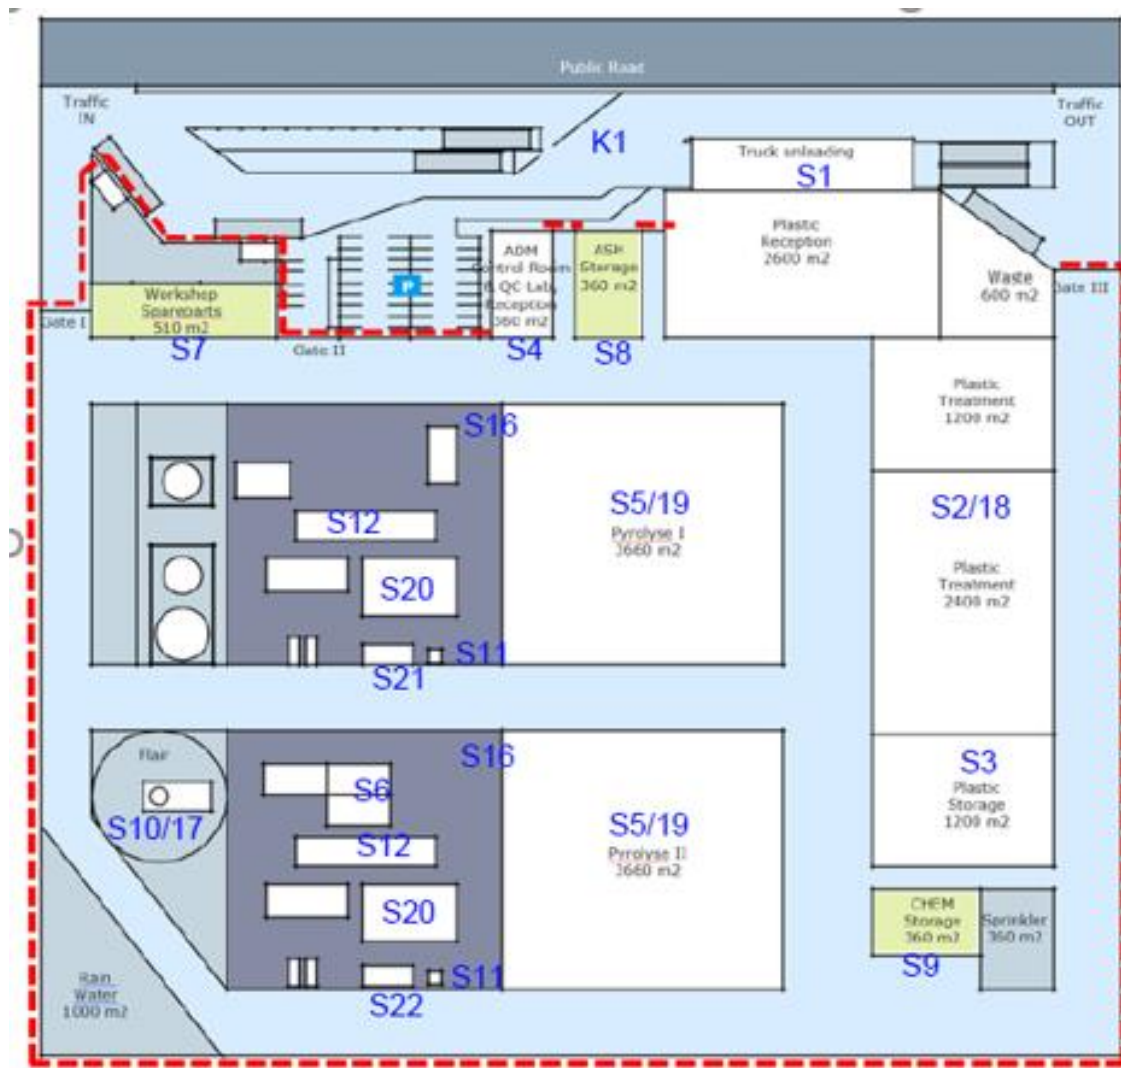 Public Road
Traffic
IN
Traffic
OUT
K1
Truck unleading
S1
Plastic
Reception
2600 m2
ADM
Control Room
& QC Lab,
Reception
360 m2
ASH
Storage
360 m2
P
Waste
600 m2
Gate I
Workshop
Spareparts
510 m2
Gate III
S7
Gate II
S4
S8
Plastic
Treatment
1200 m2
S16
S12
S5/19
Pyrolyse I
3660 m2
S2/18
Plastic
Treatment
2400 m2
S20
S11
S21
Flair
S16
S6
S10/17
S12
S5/19
Pyrolyse II
3660 m2
S3
Plastic
Storage
1200 m2
S20
CHEM
Storage
360 m2
Sprinkler
360 m2
S9
Rain
Water
1000 m2
S11
S22